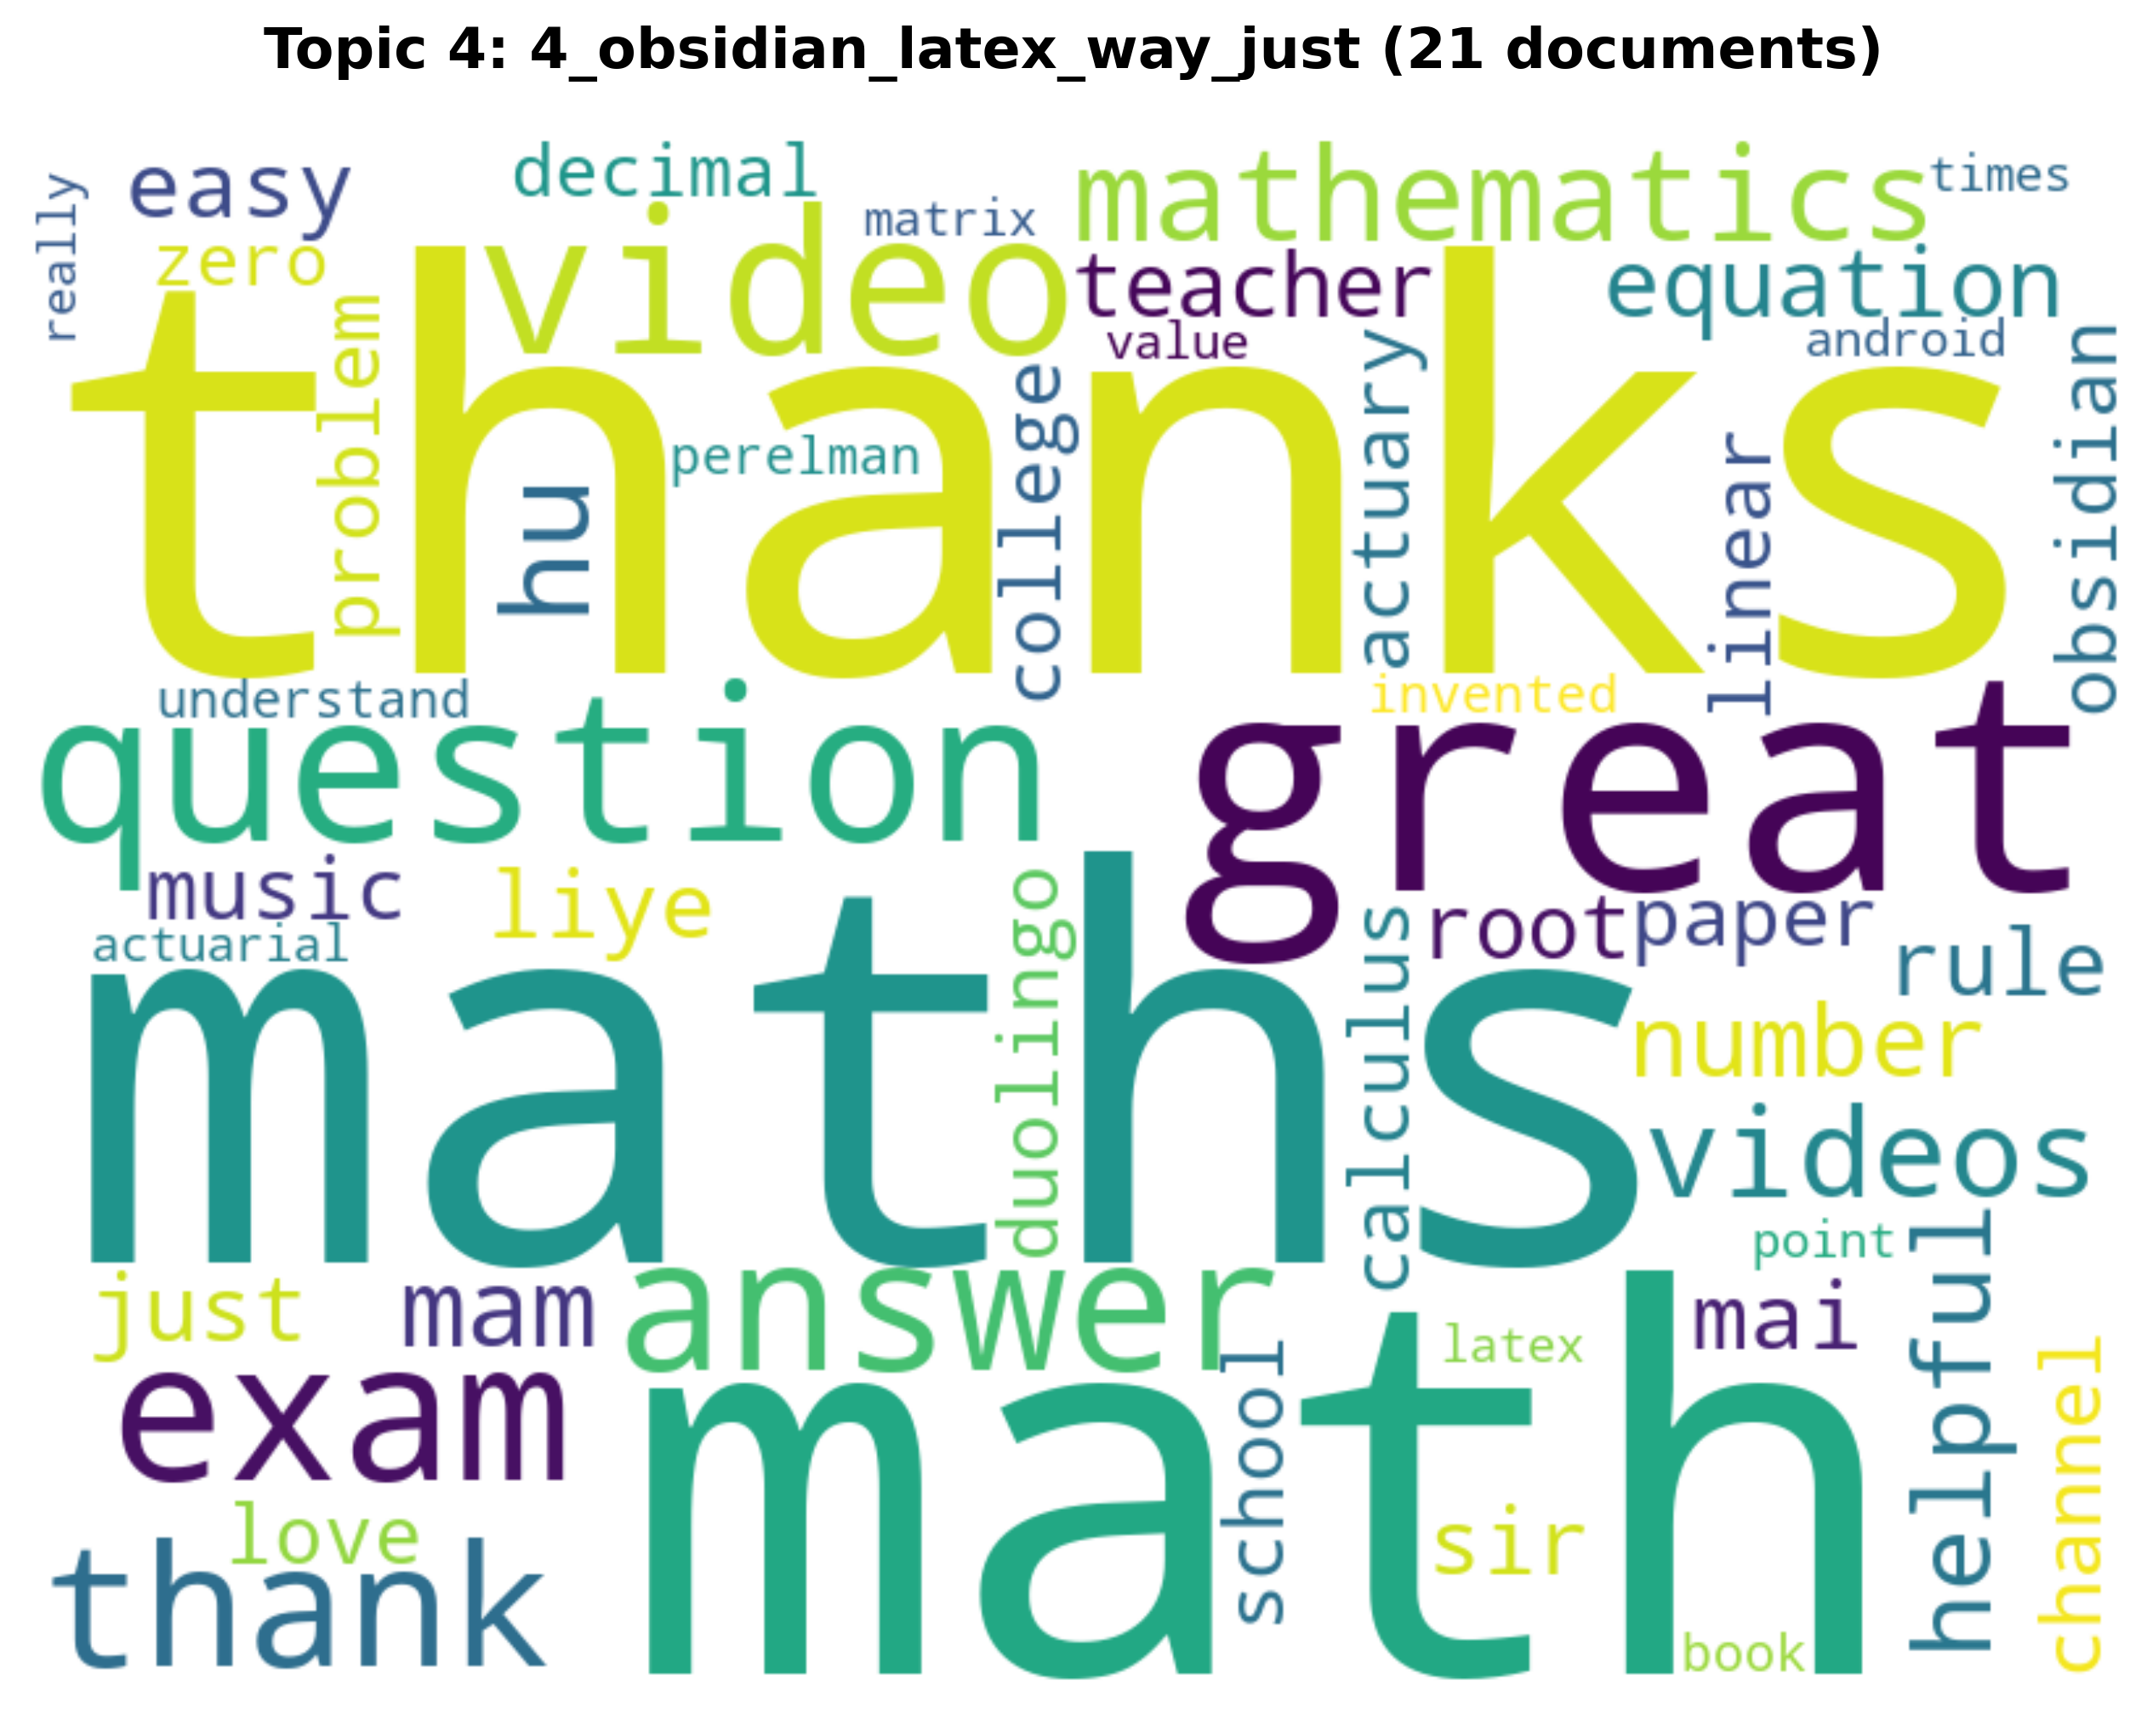 Topic 4: 4_obsidian_latex_way_just (21 documents)
really
easy
decimal
matrix
mathematics
times
zero
video
teacher
equation
value
android
problem
thanks
hu
perelman
college
actuary
linear
obsidian
understand
invented
question
great
music
liye
actuarial
duolingo
root
paper
rule
maths
calculus
number
videos
point
just
mam
answer
latex
mai
helpful
exam
math
school
channel
love
sir
thank
book